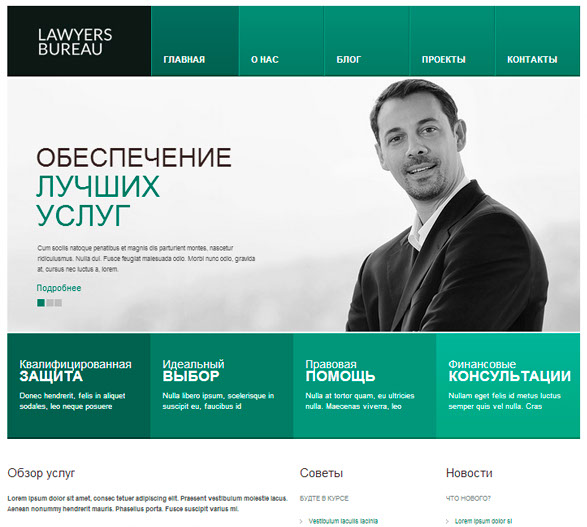 LAWYERS
BUREAU
ГЛАВНАЯ
О НАС
БЛОГ
ПРОЕКТЫ
КОНТАКТЫ
ОБЕСПЕЧЕНИЕ
ЛУЧШИХ
УСЛУГ
Cum sociis natoque penatibus et magnis dis parturient montes, nascetur
ridiculusmus. Nulla dui. Fusce feugiat malesuada odio. Morbi nunc odio, gravida
at, cursus nec luctus a, lorem.
Подробнее
Квалифицированная
ЗАЩИТА
Donec hendrerit, felis in aliquet
sodales, leo neque posuere
Идеальный
ВЫБОР
Nulla libero ipsum, scelerisque in
suscipit eu, faucibus id
Правовая
ПОМОЩЬ
Nulla at tortor quam, eu ultricies
nulla. Maecenas viverra, leo
Финансовые
КОНСУЛЬТАЦИИ
Nullam eget felis id metus luctus
semper quis vel nulla. Cras
Обзор услуг
Lorem ipsum dolor sit amet, consec tetuer adipiscing elit. Praesent vestibulum molestie lacus.
Aenean nonummy hendrerit mauris. Phasellus porta. Fusce suscipit varius mi.
Советы
БУДТЕ В КУРСЕ
Vestibulum iaculis lacinia
Новости
ЧТО НОВОГО?
Lorem ipsum dolor si